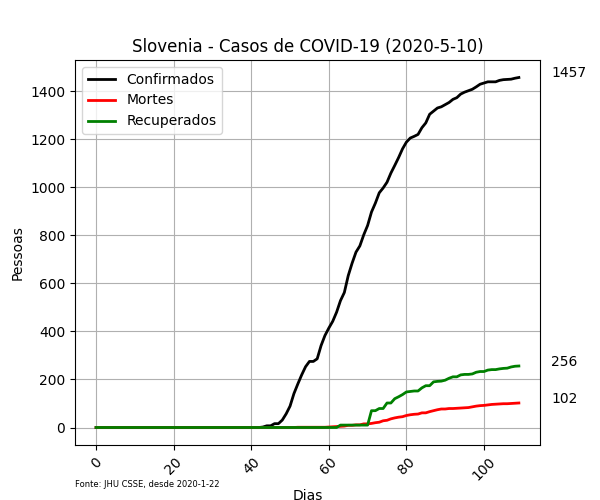 Slovenia - Casos de COVID-19 (2020-5-10)
Confirmados
Mortes
Recuperados
1457
256
102
1400
1200
1000
800
600
400
200
0
Pessoas
0
20
40
60
80
100
Fonte: JHU CSSE, desde 2020-1-22
Dias